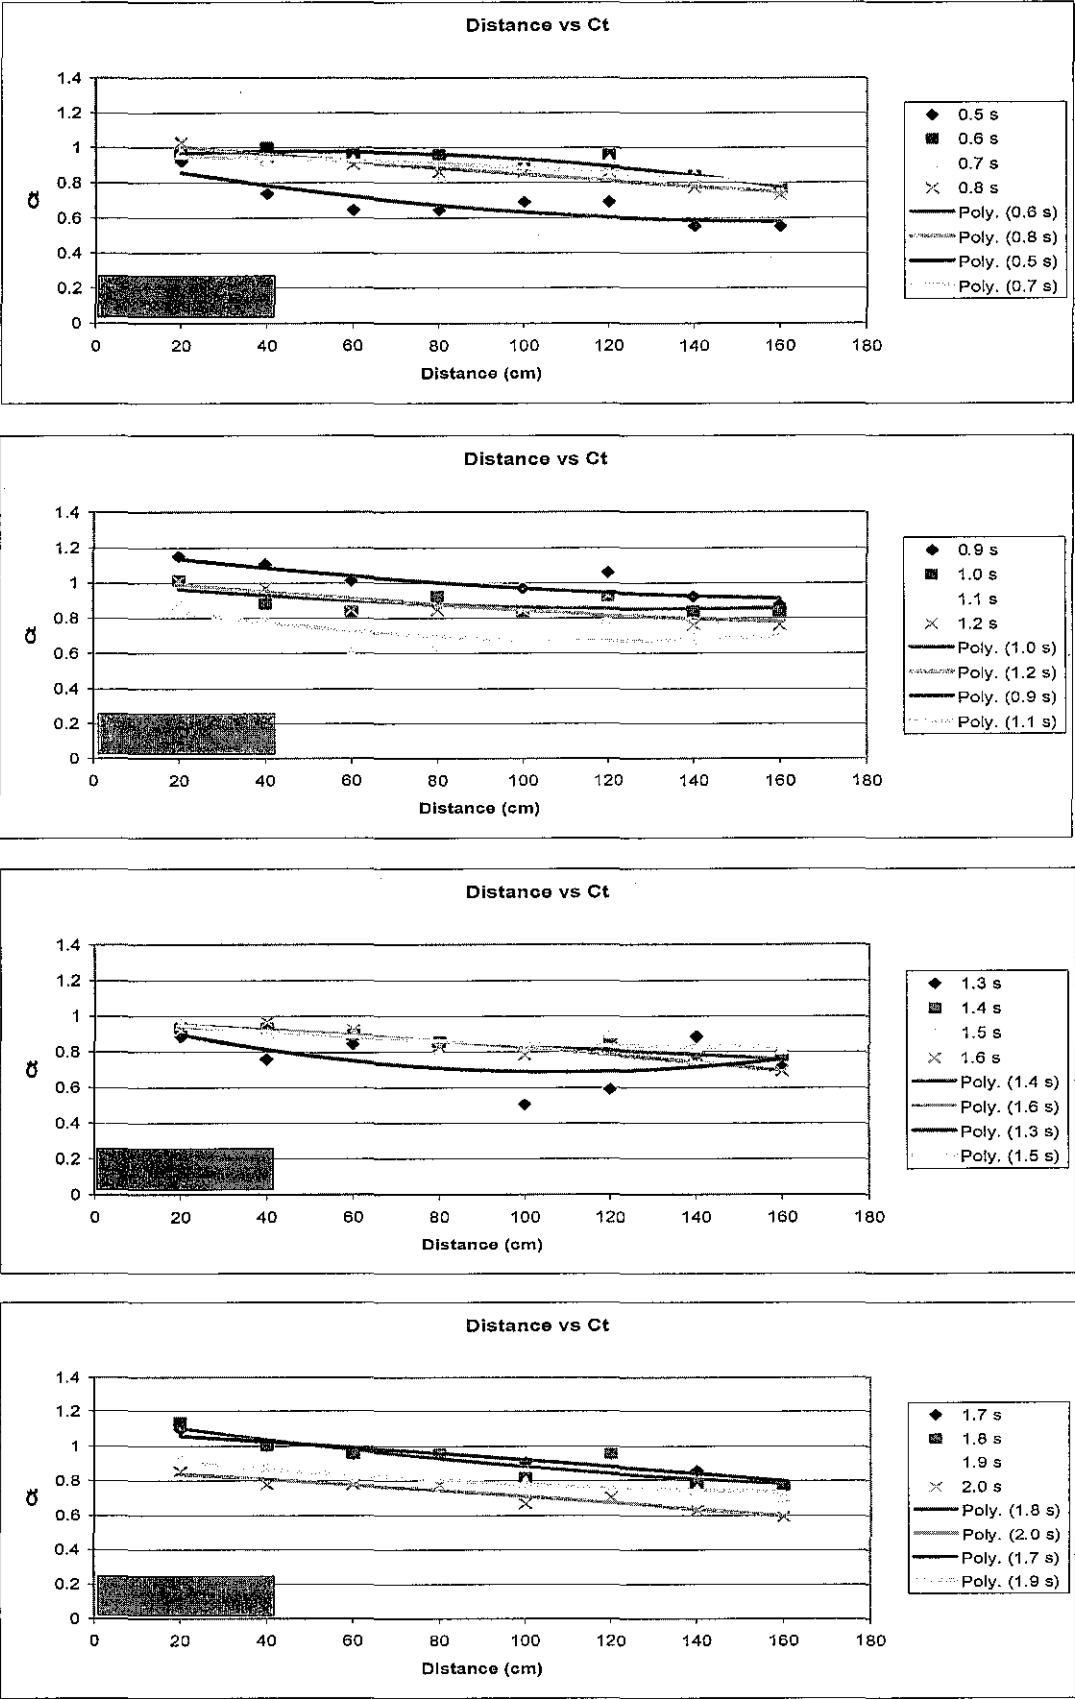 Distance vs Ct
1.4
1.2
1
0.8
0.6
0.4
0.2
0
Ct
0 20 40 60 80 100 120 140 160 180
Distance (cm)
0.5 s
0.6 s
0.7 s
0.8 s
Poly. (0.6 s)
Poly. (0.8 s)
Poly. (0.5 s)
Poly. (0.7 s)
Distance vs Ct
1.4
1.2
1
0.8
0.6
0.4
0.2
0
Ct
0 20 40 60 80 100 120 140 160 180
Distance (cm)
0.9 s
1.0 s
1.1 s
1.2 s
Poly. (1.0 s)
Poly. (1.2 s)
Poly. (0.9 s)
Poly. (1.1 s)
Distance vs Ct
1.4
1.2
1
0.8
0.6
0.4
0.2
0
Ct
0 20 40 60 80 100 120 140 160 180
Distance (cm)
1.3 s
1.4 s
1.5 s
1.6 s
Poly. (1.4 s)
Poly. (1.6 s)
Poly. (1.3 s)
Poly. (1.5 s)
Distance vs Ct
1.4
1.2
1
0.8
0.6
0.4
0.2
0
Ct
0 20 40 60 80 100 120 140 160 180
Distance (cm)
1.7 s
1.8 s
1.9 s
2.0 s
Poly. (1.8 s)
Poly. (2.0 s)
Poly. (1.7 s)
Poly. (1.9 s)